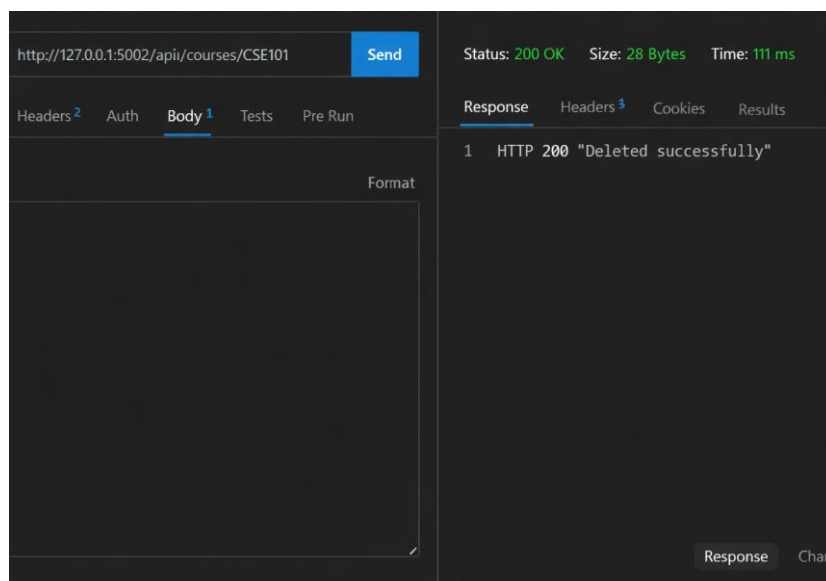 http://127.0.0.1:5002/apii/courses/CSE101 Send
Headers 2 Auth Body 1 Tests Pre Run
Format
Status: 200 OK Size: 28 Bytes Time: 111 ms
Response Headers 3 Cookies Results
1 HTTP 200 "Deleted successfully"
Response Char